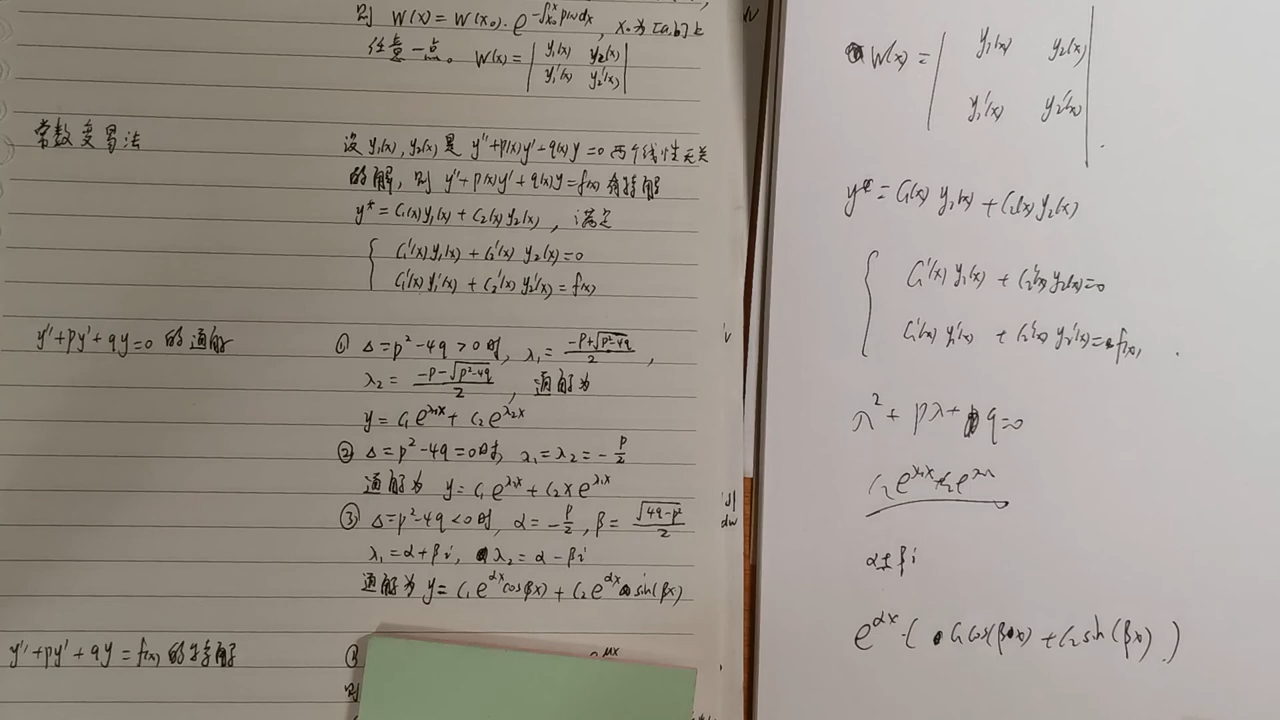 则 W(x) = W(x₀)·e^{-∫_{x₀}^{x} p(x)dx}, x₀为[a,b]上
任意一点。 W(x) = | y₁(x) y₂(x) |
| y₁'(x) y₂'(x) |
常数变易法
设 y₁(x), y₂(x) 是 y''+p(x)y'+q(x)y=0 两个线性无关
的解, 则 y''+p(x)y'+q(x)y=f(x) 有特解
y* = C₁(x)y₁(x) + C₂(x)y₂(x), 满足
{ C₁'(x)y₁(x) + C₂'(x)y₂(x)=0
C₁'(x)y₁'(x) + C₂'(x)y₂'(x)=f(x)
y''+py'+qy=0 的通解
① Δ=p²-4q>0时, λ₁= (-p+√(p²-4q))/2,
λ₂= (-p-√(p²-4q))/2, 通解为
y=C₁e^{λ₁x}+C₂e^{λ₂x}
② Δ=p²-4q=0时, λ₁=λ₂=-p/2
通解为 y=C₁e^{λ₁x}+C₂xe^{λ₁x}
③ Δ=p²-4q<0时, α=-p/2, β=√(4q-p²)/2
λ₁=α+βi, λ₂=α-βi
通解为 y=C₁e^{αx}cos(βx)+C₂e^{αx}sin(βx)
y''+py'+qy=f(x) 的特解
①
则
W(x) = | y₁(x) y₂(x) |
| y₁'(x) y₂'(x) |
y* = C₁(x)y₁(x)+C₂(x)y₂(x)
{ C₁'(x)y₁(x)+C₂'(x)y₂(x)=0
C₁'(x)y₁'(x)+C₂'(x)y₂'(x)=f(x)
λ²+pλ+q=0
C₁e^{λ₁x}+C₂e^{λ₂x}
α±βi
e^{αx}·(C₁cos(βx)+C₂sin(βx))